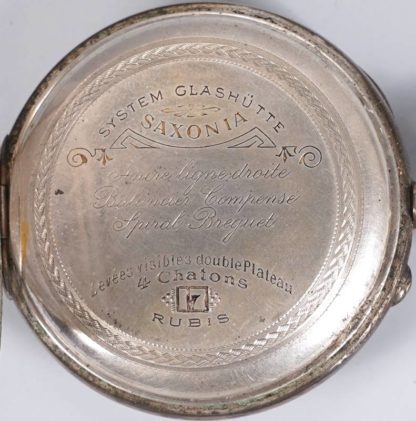 SYSTEM GLASHÜTTE
SAXONIA
Ancre ligne droite
Balancier Compensé
Spiral Breguet
Levées visibles double Plateau
4 Chatons
17
RUBIS